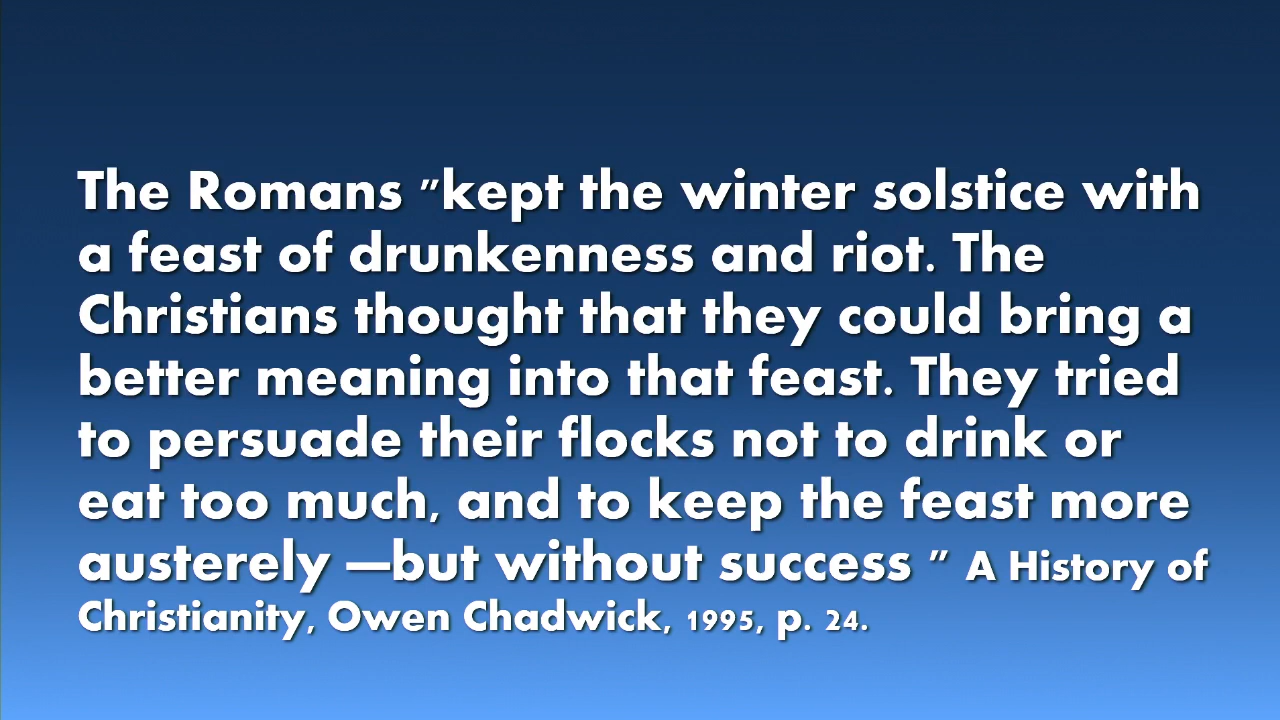 The Romans "kept the winter solstice with
a feast of drunkenness and riot. The
Christians thought that they could bring a
better meaning into that feast. They tried
to persuade their flocks not to drink or
eat too much, and to keep the feast more
austerely —but without success " A History of
Christianity, Owen Chadwick, 1995, p. 24.